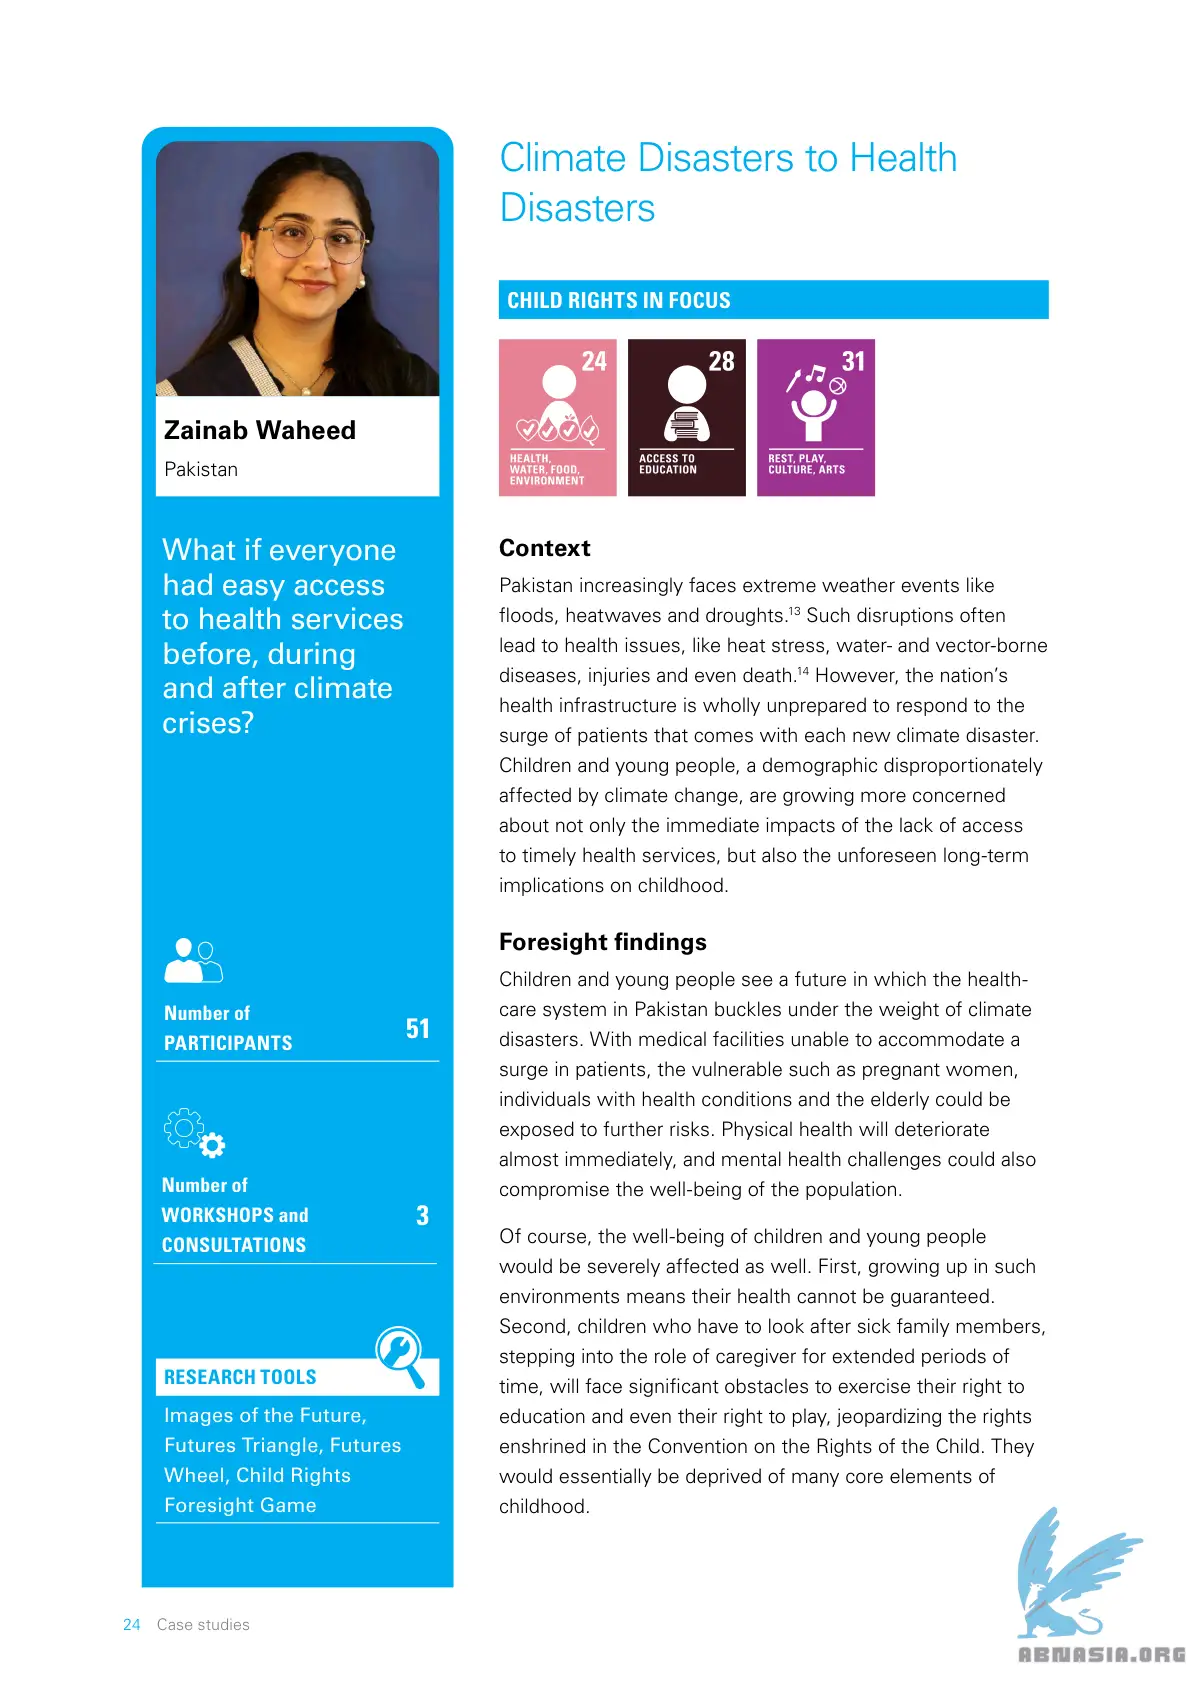 Zainab Waheed
Pakistan
What if everyone
had easy access
to health services
before, during
and after climate
crises?
Number of
PARTICIPANTS
51
Number of
WORKSHOPS and
CONSULTATIONS
3
RESEARCH TOOLS
Images of the Future,
Futures Triangle, Futures
Wheel, Child Rights
Foresight Game
Climate Disasters to Health
Disasters
CHILD RIGHTS IN FOCUS
24
HEALTH,
WATER, FOOD,
ENVIRONMENT
28
ACCESS TO
EDUCATION
31
REST, PLAY,
CULTURE, ARTS
Context
Pakistan increasingly faces extreme weather events like
floods, heatwaves and droughts.13 Such disruptions often
lead to health issues, like heat stress, water- and vector-borne
diseases, injuries and even death.14 However, the nation’s
health infrastructure is wholly unprepared to respond to the
surge of patients that comes with each new climate disaster.
Children and young people, a demographic disproportionately
affected by climate change, are growing more concerned
about not only the immediate impacts of the lack of access
to timely health services, but also the unforeseen long-term
implications on childhood.
Foresight findings
Children and young people see a future in which the health-
care system in Pakistan buckles under the weight of climate
disasters. With medical facilities unable to accommodate a
surge in patients, the vulnerable such as pregnant women,
individuals with health conditions and the elderly could be
exposed to further risks. Physical health will deteriorate
almost immediately, and mental health challenges could also
compromise the well-being of the population.
Of course, the well-being of children and young people
would be severely affected as well. First, growing up in such
environments means their health cannot be guaranteed.
Second, children who have to look after sick family members,
stepping into the role of caregiver for extended periods of
time, will face significant obstacles to exercise their right to
education and even their right to play, jeopardizing the rights
enshrined in the Convention on the Rights of the Child. They
would essentially be deprived of many core elements of
childhood.
24 Case studies
ABNASIA.ORG